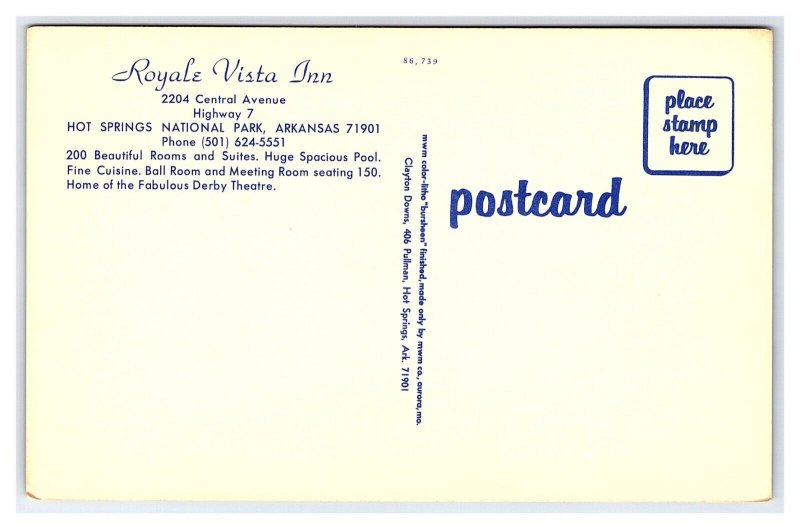 Royale Vista Inn
2204 Central Avenue
Highway 7
HOT SPRINGS NATIONAL PARK, ARKANSAS 71901
Phone (501) 624-5551
200 Beautiful Rooms and Suites. Huge Spacious Pool.
Fine Cuisine. Ball Room and Meeting Room seating 150.
Home of the Fabulous Derby Theatre.
86,739
mwm color-litho "bursheen" finished, made only by mwm co., aurora, mo.
Clayton Downs, 406 Pullman, Hot Springs, Ark. 71901
place
stamp
here
postcard